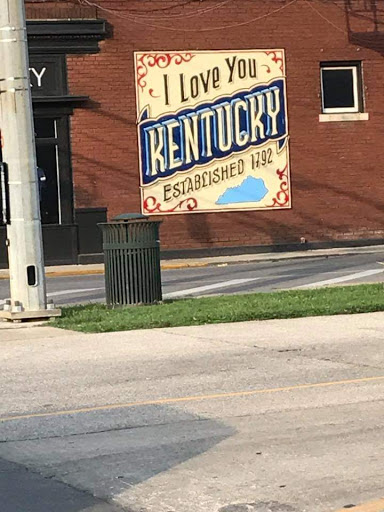 Y
I Love You
KENTUCKY
ESTABLISHED 1792